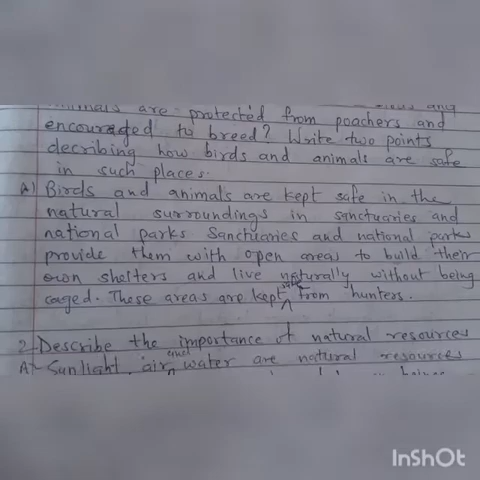 animals are protected from poachers and
encouraged to breed? Write two points
decribing how birds and animals are safe
in such places.
A) Birds and animals are kept safe in the
natural surroundings in sanctuaries and
national parks. Sanctuaries and national parks
provide them with open areas to build their
own shelters and live naturally without being
caged. These areas are kept safe from hunters.
2- Describe the importance of natural resources
A- Sunlight, air and water are natural resources
InShOt